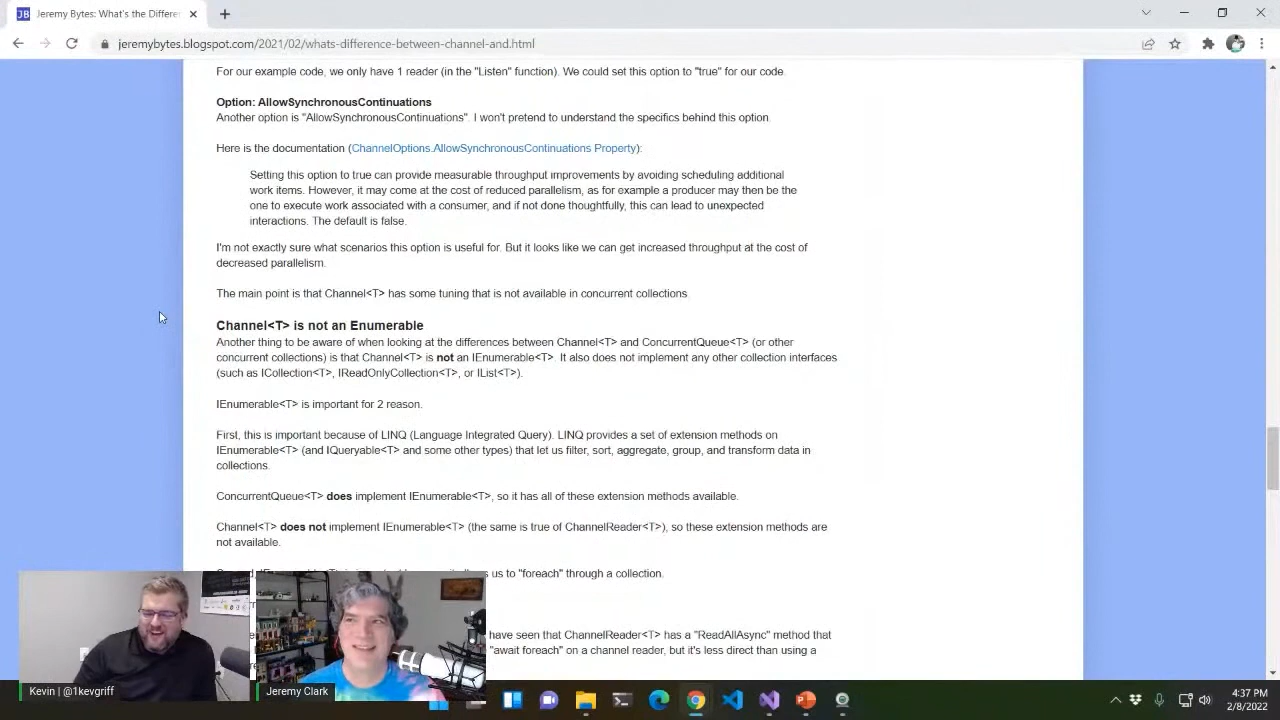 Jeremy Bytes: What's the Differen
jeremybytes.blogspot.com/2021/02/whats-difference-between-channel-and.html
For our example code, we only have 1 reader (in the "Listen" function). We could set this option to "true" for our code.
Option: AllowSynchronousContinuations
Another option is "AllowSynchronousContinuations". I won't pretend to understand the specifics behind this option.
Here is the documentation (ChannelOptions.AllowSynchronousContinuations Property):
Setting this option to true can provide measurable throughput improvements by avoiding scheduling additional
work items. However, it may come at the cost of reduced parallelism, as for example a producer may then be the
one to execute work associated with a consumer, and if not done thoughtfully, this can lead to unexpected
interactions. The default is false.
I'm not exactly sure what scenarios this option is useful for. But it looks like we can get increased throughput at the cost of
decreased parallelism.
The main point is that Channel<T> has some tuning that is not available in concurrent collections.
Channel<T> is not an Enumerable
Another thing to be aware of when looking at the differences between Channel<T> and ConcurrentQueue<T> (or other
concurrent collections) is that Channel<T> is not an IEnumerable<T>. It also does not implement any other collection interfaces
(such as ICollection<T>, IReadOnlyCollection<T>, or IList<T>).
IEnumerable<T> is important for 2 reason.
First, this is important because of LINQ (Language Integrated Query). LINQ provides a set of extension methods on
IEnumerable<T> (and IQueryable<T> and some other types) that let us filter, sort, aggregate, group, and transform data in
collections.
ConcurrentQueue<T> does implement IEnumerable<T>, so it has all of these extension methods available.
Channel<T> does not implement IEnumerable<T> (the same is true of ChannelReader<T>), so these extension methods are
not available.
us to "foreach" through a collection.
have seen that ChannelReader<T> has a "ReadAllAsync" method that
"await foreach" on a channel reader, but it's less direct than using a
Kevin | @1kevgriff
Jeremy Clark
4:37 PM
2/8/2022